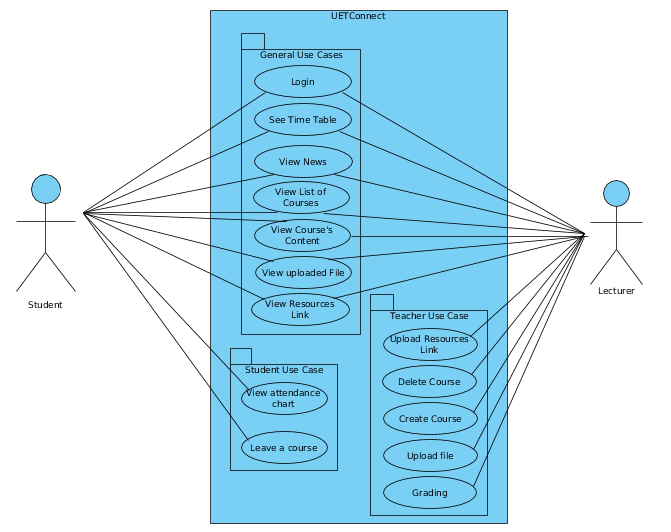 UETConnect
General Use Cases
Login
See Time Table
View News
View List of
Courses
View Course's
Content
View uploaded File
View Resources
Link
Student
Lecturer
Teacher Use Case
Upload Resources
Link
Delete Course
Create Course
Upload file
Grading
Student Use Case
View attendance
chart
Leave a course